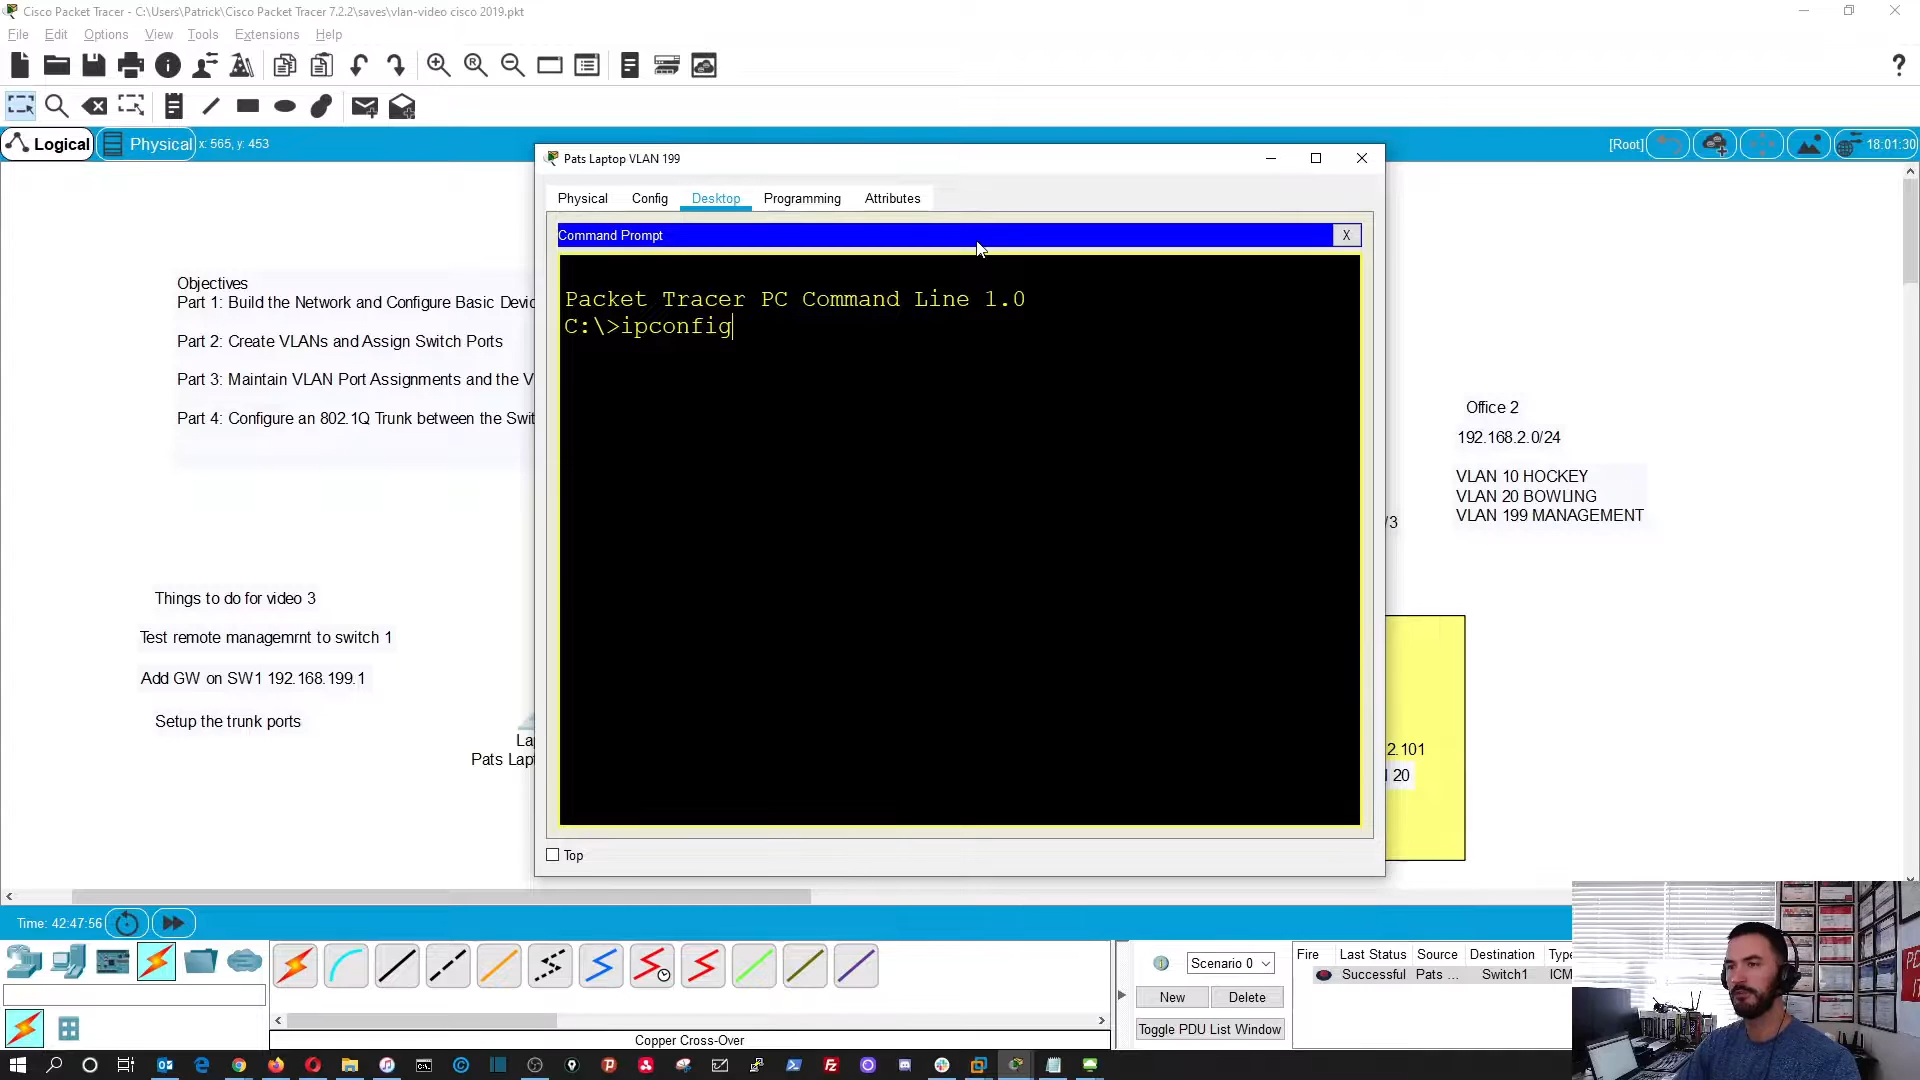 Cisco Packet Tracer - C:\Users\Patrick\Cisco Packet Tracer 7.2.2\saves\vlan-video cisco 2019.pkt
File Edit Options View Tools Extensions Help
Logical Physical x: 565, y: 453 [Root] 18:01:30
Pats Laptop VLAN 199
Physical Config Desktop Programming Attributes
Command Prompt X
Packet Tracer PC Command Line 1.0
C:\>ipconfig
Top
Objectives
Part 1: Build the Network and Configure Basic
Part 2: Create VLANs and Assign Switch Ports
Part 3: Maintain VLAN Port Assignments and the V
Part 4: Configure an 802.1Q Trunk between the
Things to do for video 3
Test remote managemrnt to switch 1
Add GW on SW1 192.168.199.1
Setup the trunk ports
Pats
Office 2
192.168.2.0/24
VLAN 10 HOCKEY
VLAN 20 BOWLING
VLAN 199 MANAGEMENT
/3
2.101
20
Time: 42:47:56
Scenario 0
New Delete
Toggle PDU List Window
Fire Last Status Source Destination Type
Successful Pats ... Switch1 ICM
Copper Cross-Over